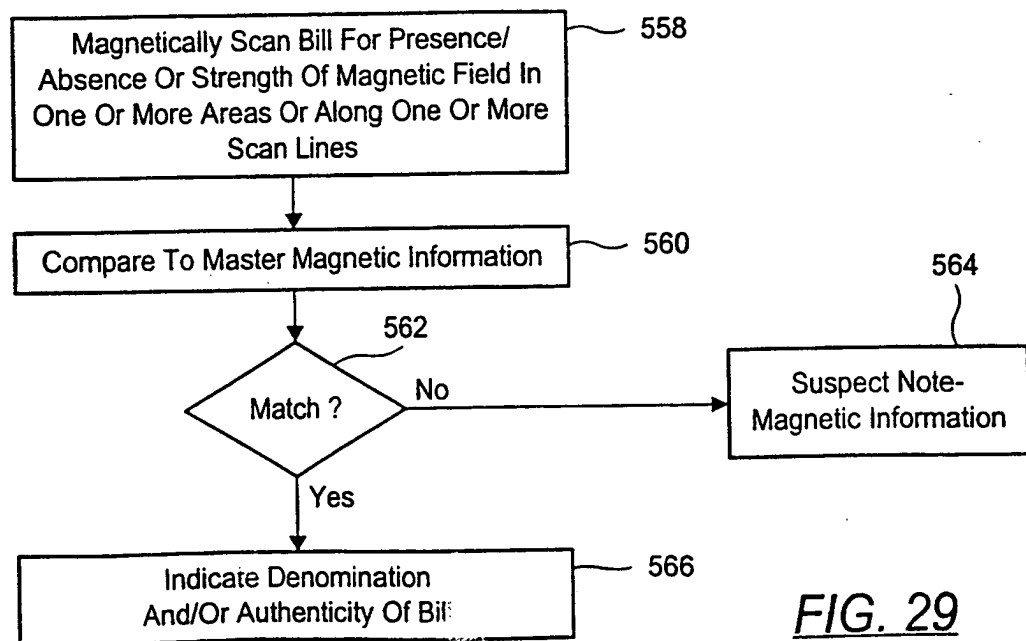 Magnetically Scan Bill For Presence/
Absence Or Strength Of Magnetic Field In
One Or More Areas Or Along One Or More
Scan Lines
558
Compare To Master Magnetic Information
560
562
Match ?
No
564
Suspect Note-
Magnetic Information
Yes
Indicate Denomination
And/Or Authenticity Of Bill
566
FIG. 29